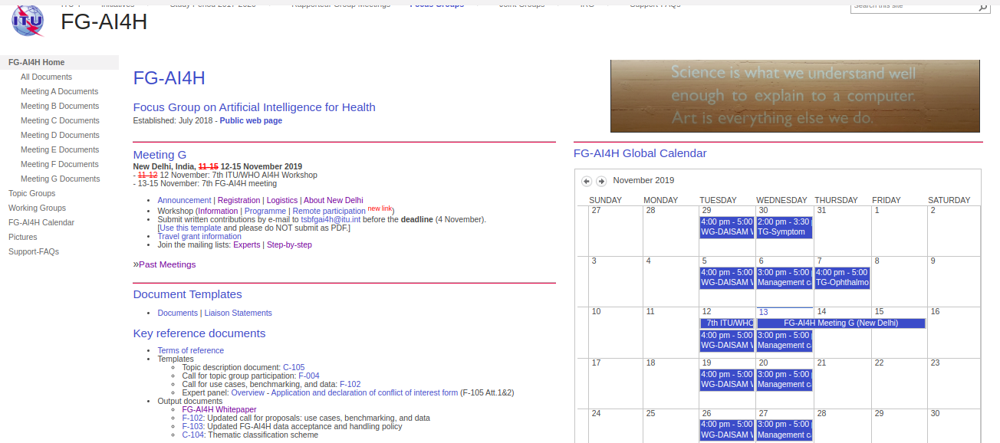 ITU
FG-AI4H
Search this site
FG-AI4H Home
All Documents
Meeting A Documents
Meeting B Documents
Meeting C Documents
Meeting D Documents
Meeting E Documents
Meeting F Documents
Meeting G Documents
Topic Groups
Working Groups
FG-AI4H Calendar
Pictures
Support-FAQs
FG-AI4H
Focus Group on Artificial Intelligence for Health
Established: July 2018 - Public web page
Meeting G
New Delhi, India, 11-15 12-15 November 2019
- 11-12 12 November: 7th ITU/WHO AI4H Workshop
- 13-15 November: 7th FG-AI4H meeting
Announcement | Registration | Logistics | About New Delhi
Workshop (Information | Programme | Remote participation new link)
Submit written contributions by e-mail to tsbfgai4h@itu.int before the deadline (4 November).
[Use this template and please do NOT submit as PDF.]
Travel grant information
Join the mailing lists: Experts | Step-by-step
»Past Meetings
Document Templates
Documents | Liaison Statements
Key reference documents
Terms of reference
Templates
Topic description document: C-105
Call for topic group participation: F-004
Call for use cases, benchmarking, and data: F-102
Expert panel: Overview - Application and declaration of conflict of interest form (F-105 Att.1&2)
Output documents
FG-AI4H Whitepaper
F-102: Updated call for proposals: use cases, benchmarking, and data
F-103: Updated FG-AI4H data acceptance and handling policy
C-104: Thematic classification scheme
Science is what we understand well
enough to explain to a computer.
Art is everything else we do.
FG-AI4H Global Calendar
November 2019
SUNDAY MONDAY TUESDAY WEDNESDAY THURSDAY FRIDAY SATURDAY
27 28 29 30 31 1 2
4:00 pm - 5:00 2:00 pm - 3:30
WG-DAISAM TG-Symptom
3 4 5 6 7 8 9
4:00 pm - 5:00 3:00 pm - 5:00 4:00 pm - 5:00
WG-DAISAM Management TG-Ophthalmo
10 11 12 13 14 15 16
7th ITU/WHO FG-AI4H Meeting G (New Delhi)
4:00 pm - 5:00 3:00 pm - 5:00
WG-DAISAM Management
17 18 19 20 21 22 23
4:00 pm - 5:00 3:00 pm - 5:00
WG-DAISAM Management
24 25 26 27 28 29 30
4:00 pm - 5:00 3:00 pm - 5:00
WG-DAISAM Management